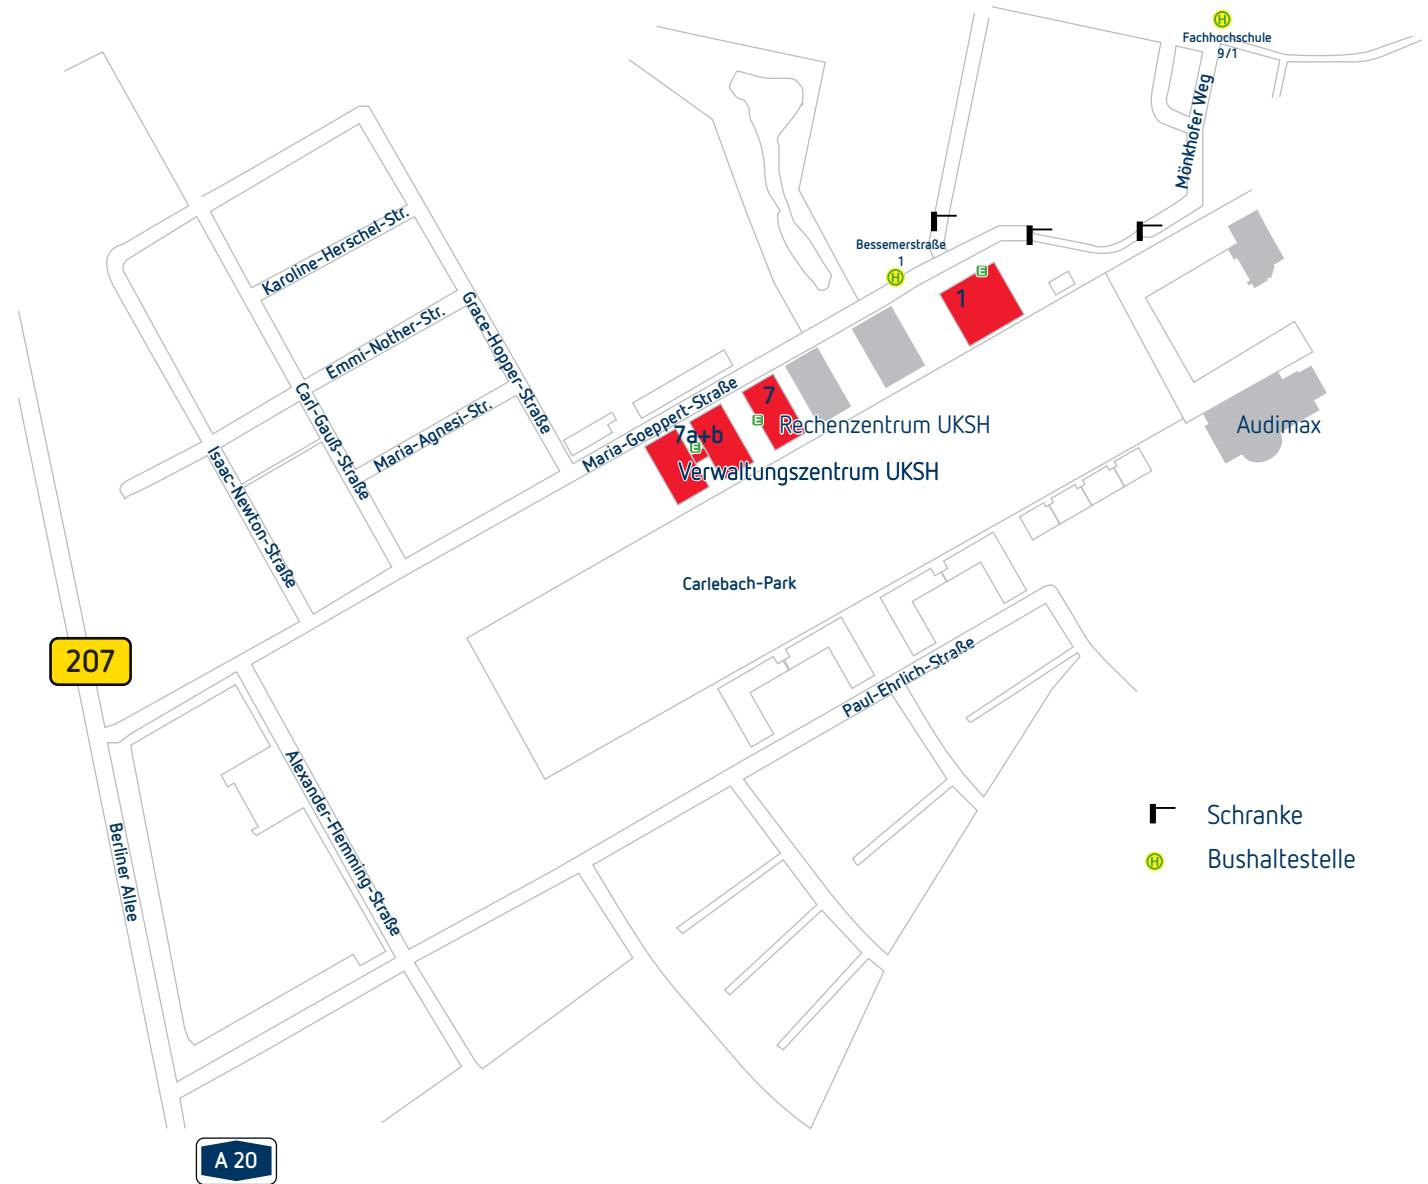 Fachhochschule
9/1
Mönkhofer Weg
Bessemerstraße
1
H
H
E
1
Karoline-Herschel-Str.
Emmi-Nother-Str.
Grace-Hopper-Straße
Carl-Gauß-Straße
Maria-Agnesi-Str.
Isaac-Newton-Straße
Maria-Goeppert-Straße
7
E
Rechenzentrum UKSH
7a+b
E
Verwaltungszentrum UKSH
Audimax
Carlebach-Park
Paul-Ehrlich-Straße
207
Alexander-Flemming-Straße
Berliner Allee
Schranke
H
Bushaltestelle
A 20